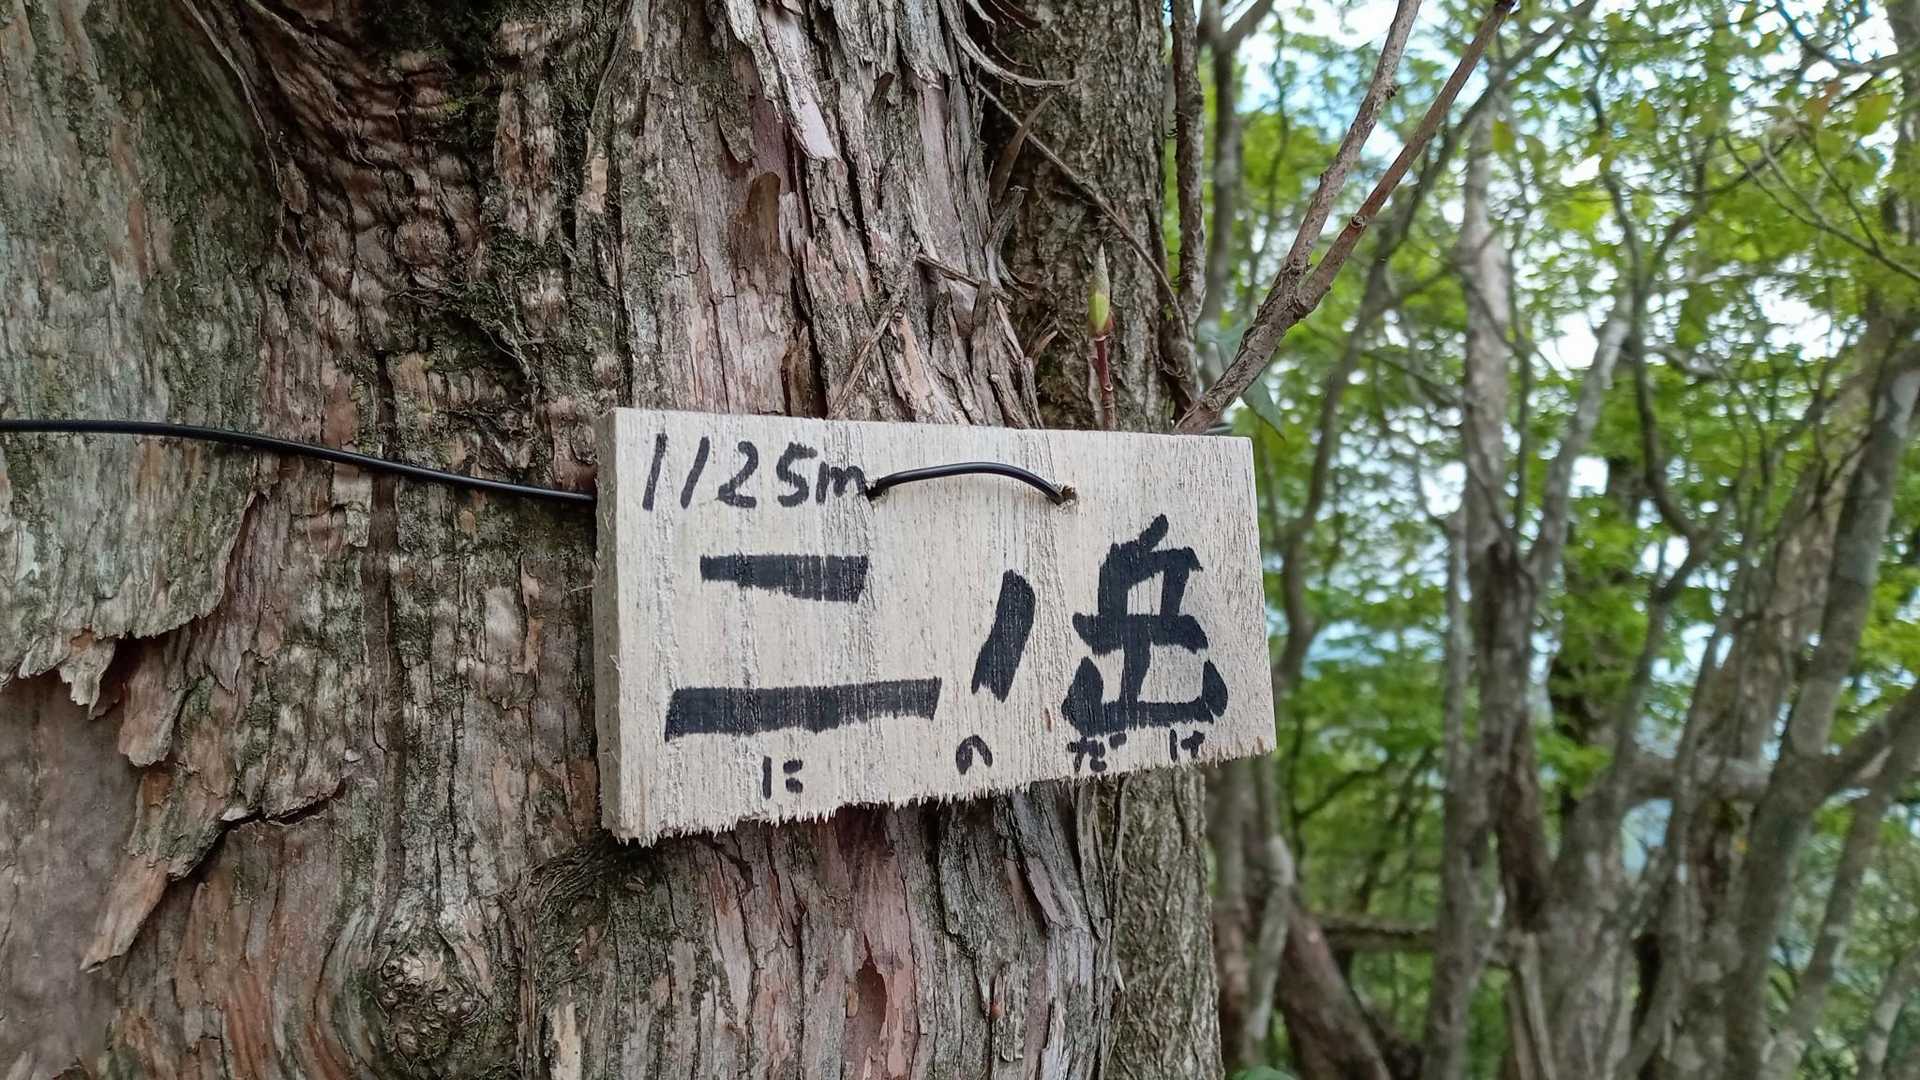 1125m
二ノ岳
に の だけ